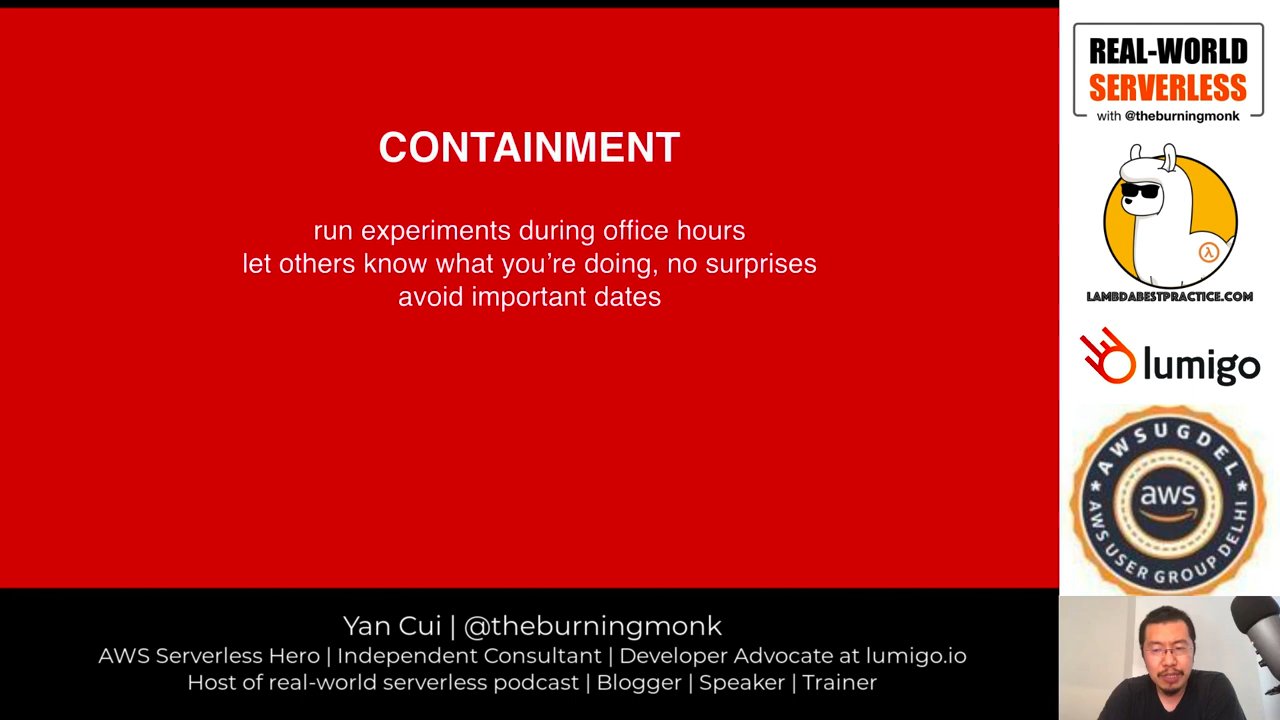 CONTAINMENT
run experiments during office hours
let others know what you're doing, no surprises
avoid important dates
Yan Cui | @theburningmonk
AWS Serverless Hero | Independent Consultant | Developer Advocate at lumigo.io
Host of real-world serverless podcast | Blogger | Speaker | Trainer
REAL-WORLD
SERVERLESS
with @theburningmonk
λ
LAMBDABESTPRACTICE.COM
lumigo
* AWSUGDEL *
aws
AWS USER GROUP DELHI